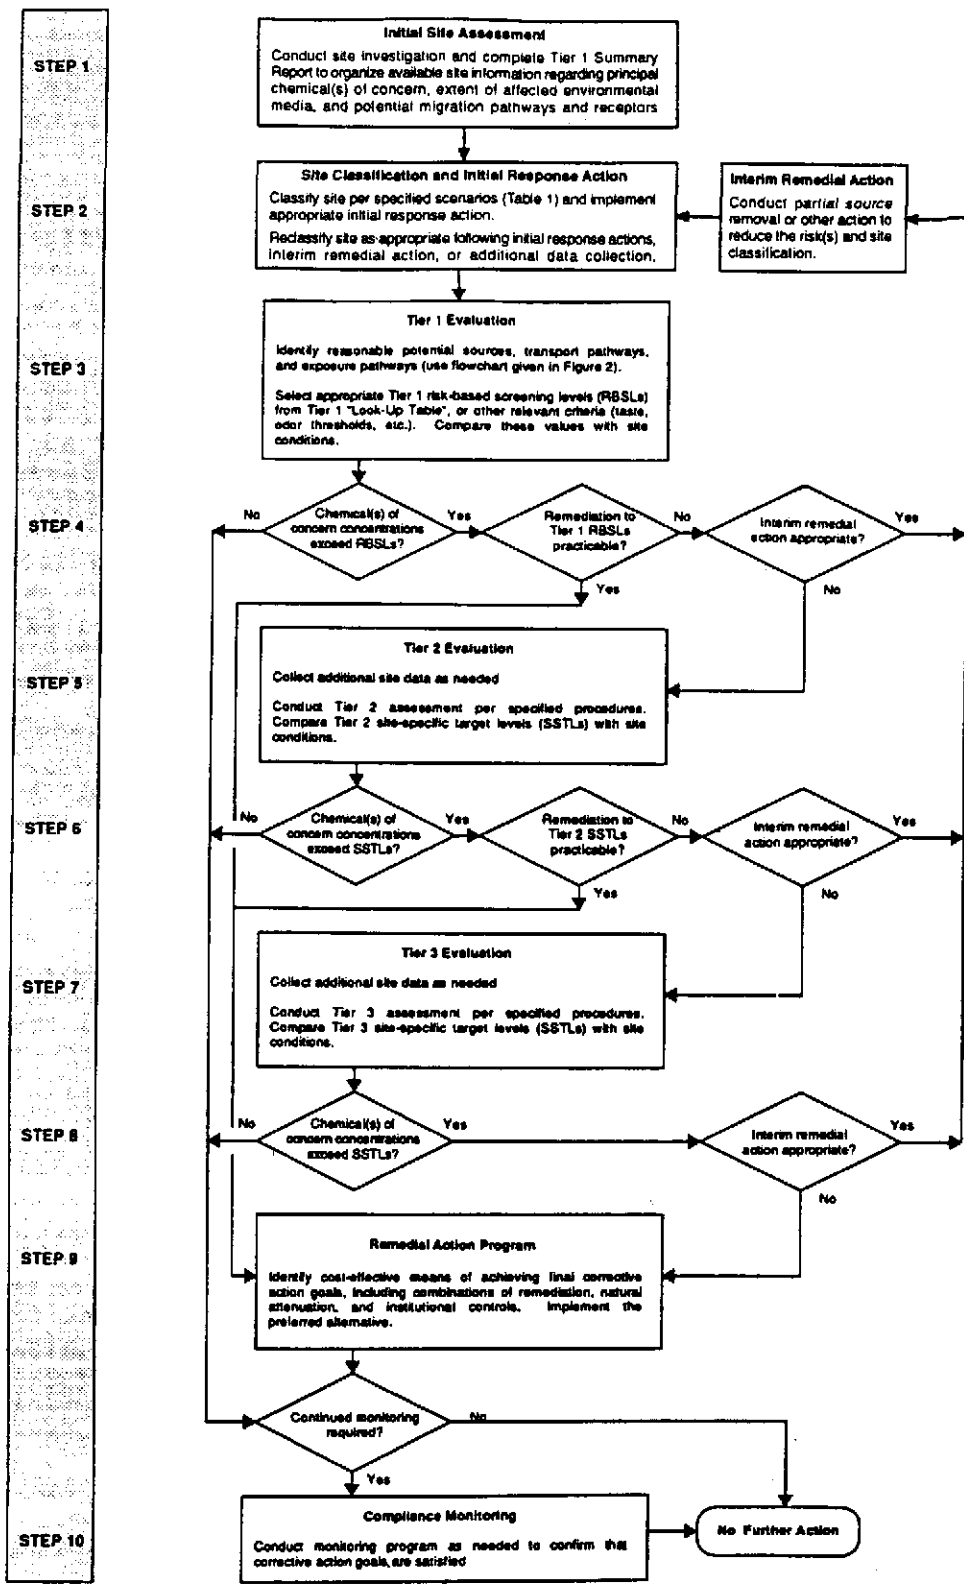 STEP 1
Initial Site Assessment
Conduct site investigation and complete Tier 1 Summary
Report to organize available site information regarding principal
chemical(s) of concern, extent of affected environmental
media, and potential migration pathways and receptors
STEP 2
Site Classification and Initial Response Action
Classify site per specified scenarios (Table 1) and implement
appropriate initial response action.
Reclassify site as appropriate following initial response actions,
interim remedial action, or additional data collection.
Interim Remedial Action
Conduct partial source
removal or other action to
reduce the risk(s) and site
classification.
STEP 3
Tier 1 Evaluation
Identify reasonable potential sources, transport pathways,
and exposure pathways (use flowchart given in Figure 2).
Select appropriate Tier 1 risk-based screening levels (RBSLs)
from Tier 1 "Look-Up Table", or other relevant criteria (taste,
odor thresholds, etc.). Compare these values with site
conditions.
STEP 4
No
Chemical(s) of
concern concentrations
exceed RBSLs?
Yes
Remediation to
Tier 1 RBSLs
practicable?
No
Interim remedial
action appropriate?
Yes
Yes
No
STEP 5
Tier 2 Evaluation
Collect additional site data as needed
Conduct Tier 2 assessment per specified procedures.
Compare Tier 2 site-specific target levels (SSTLs) with site
conditions.
STEP 6
No
Chemical(s) of
concern concentrations
exceed SSTLs?
Yes
Remediation to
Tier 2 SSTLs
practicable?
No
Interim remedial
action appropriate?
Yes
Yes
No
STEP 7
Tier 3 Evaluation
Collect additional site data as needed
Conduct Tier 3 assessment per specified procedures.
Compare Tier 3 site-specific target levels (SSTLs) with site
conditions.
STEP 8
No
Chemical(s) of
concern concentrations
exceed SSTLs?
Yes
Interim remedial
action appropriate?
Yes
No
STEP 9
Remedial Action Program
Identify cost-effective means of achieving final corrective
action goals, including combinations of remediation, natural
attenuation, and institutional controls. Implement the
preferred alternative.
Continued monitoring
required?
No
Yes
STEP 10
Compliance Monitoring
Conduct monitoring program as needed to confirm that
corrective action goals, are satisfied
No Further Action